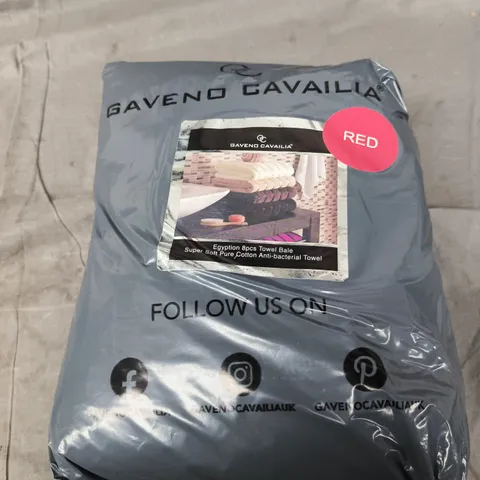 GAVENO CAVAILIA®
RED
GAVENO CAVAILIA®
Egyption 8pcs Towel Bale
Super Soft Pure Cotton Anti-bacterial Towel
FOLLOW US ON
GAVENOCAVAILIAUK
GAVENOCAVAILIAUK